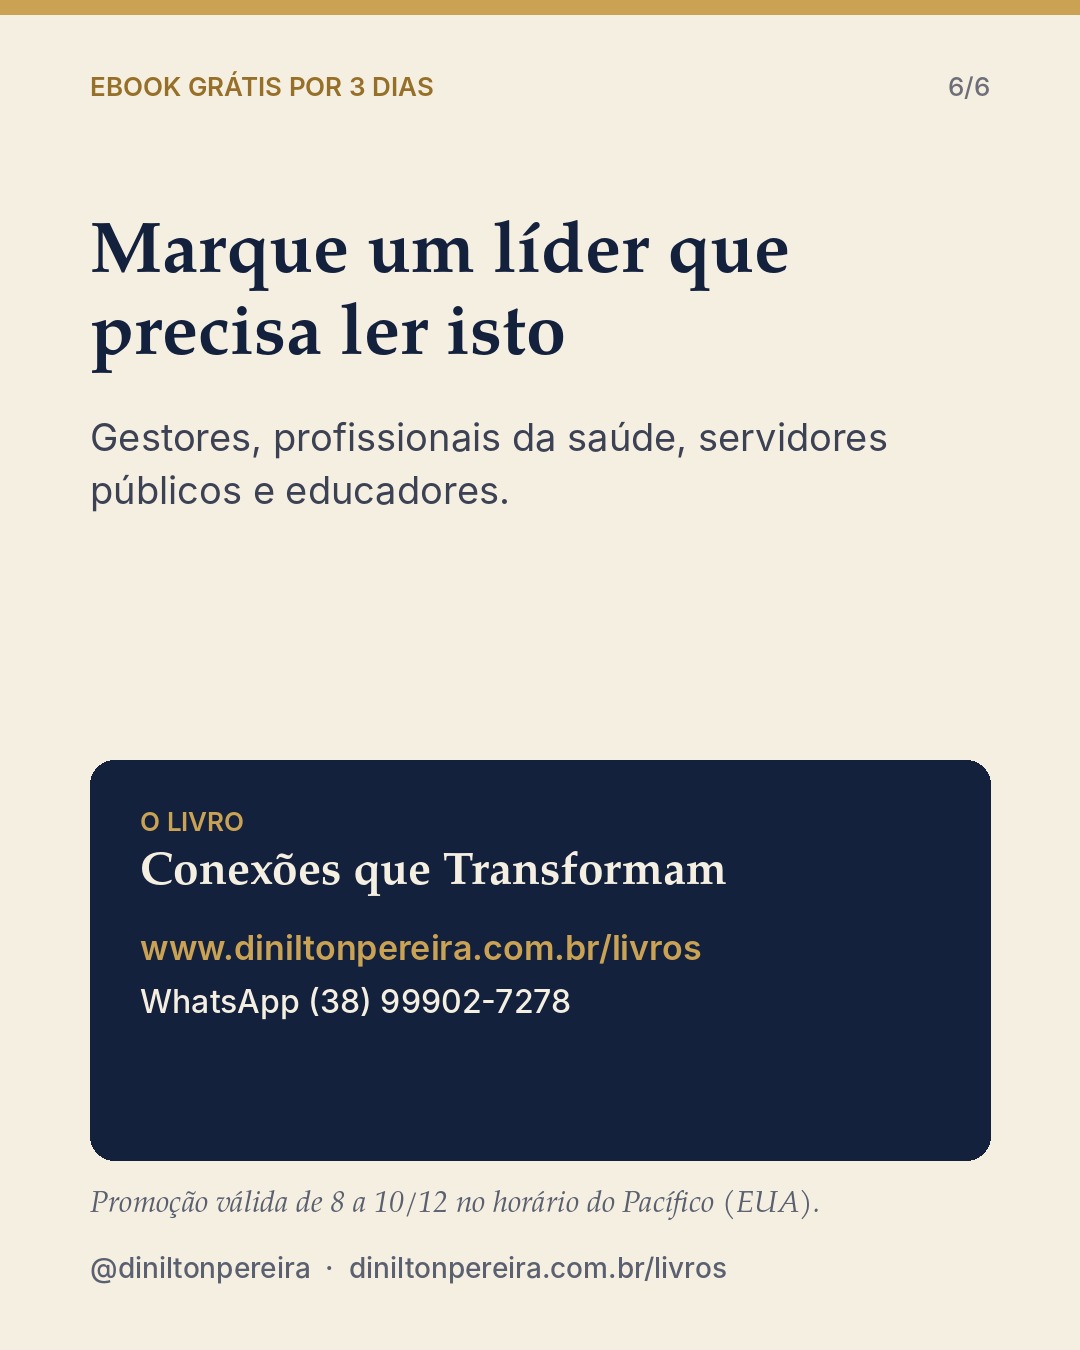 EBOOK GRÁTIS POR 3 DIAS
6/6
Marque um líder que
precisa ler isto
Gestores, profissionais da saúde, servidores
públicos e educadores.
O LIVRO
Conexões que Transformam
www.diniltonpereira.com.br/livros
WhatsApp (38) 99902-7278
Promoção válida de 8 a 10/12 no horário do Pacífico (EUA).
@diniltonpereira · diniltonpereira.com.br/livros